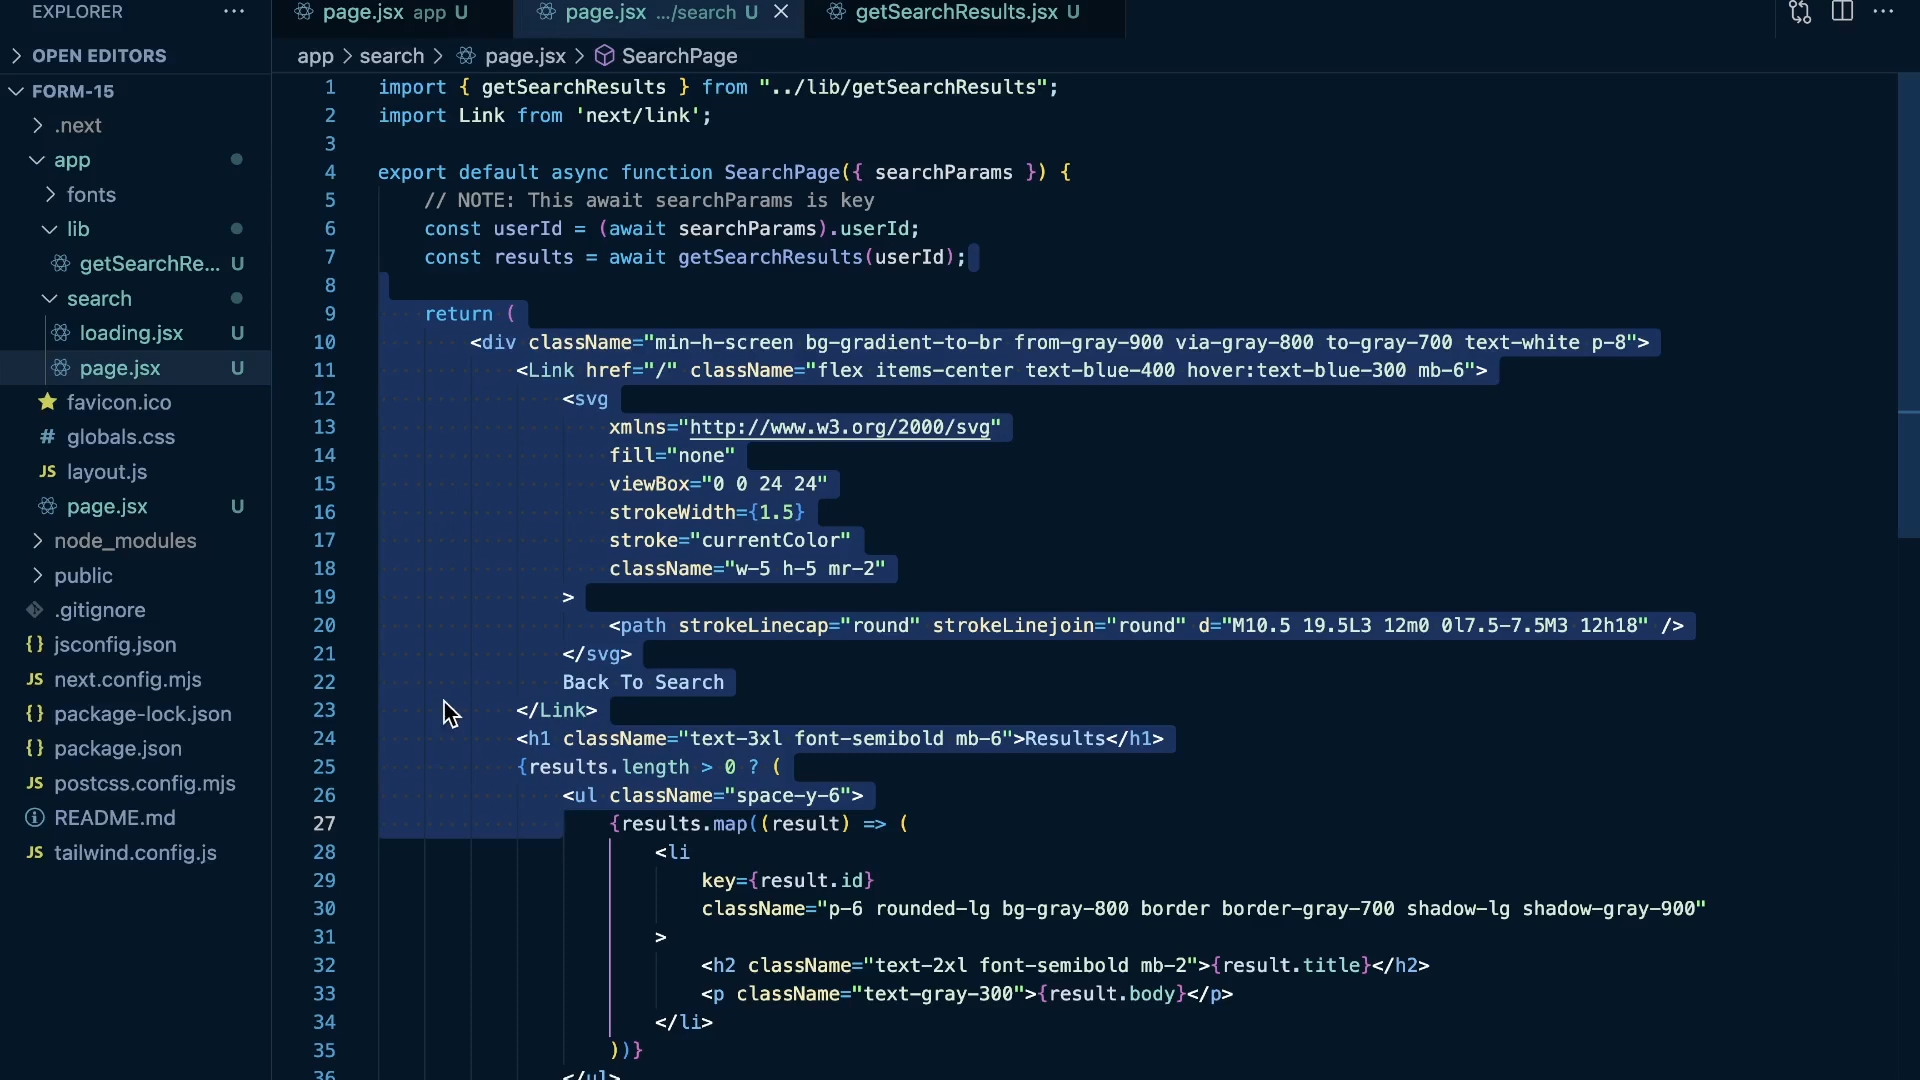 EXPLORER
OPEN EDITORS
FORM-15
.next
app
fonts
lib
getSearchRe... U
search
loading.jsx U
page.jsx U
favicon.ico
# globals.css
JS layout.js
page.jsx U
node_modules
public
.gitignore
{} jsconfig.json
JS next.config.mjs
{} package-lock.json
{} package.json
JS postcss.config.mjs
README.md
JS tailwind.config.js
page.jsx app U
page.jsx .../search U
getSearchResults.jsx U
app > search > page.jsx > SearchPage
1 import { getSearchResults } from "../lib/getSearchResults";
2 import Link from 'next/link';
3
4 export default async function SearchPage({ searchParams }) {
5 // NOTE: This await searchParams is key
6 const userId = (await searchParams).userId;
7 const results = await getSearchResults(userId);
8
9 return (
10 <div className="min-h-screen bg-gradient-to-br from-gray-900 via-gray-800 to-gray-700 text-white p-8">
11 <Link href="/" className="flex items-center text-blue-400 hover:text-blue-300 mb-6">
12 <svg
13 xmlns="http://www.w3.org/2000/svg"
14 fill="none"
15 viewBox="0 0 24 24"
16 strokeWidth={1.5}
17 stroke="currentColor"
18 className="w-5 h-5 mr-2"
19 >
20 <path strokeLinecap="round" strokeLinejoin="round" d="M10.5 19.5L3 12m0 0l7.5-7.5M3 12h18" />
21 </svg>
22 Back To Search
23 </Link>
24 <h1 className="text-3xl font-semibold mb-6">Results</h1>
25 {results.length > 0 ? (
26 <ul className="space-y-6">
27 {results.map((result) => (
28 <li
29 key={result.id}
30 className="p-6 rounded-lg bg-gray-800 border border-gray-700 shadow-lg shadow-gray-900"
31 >
32 <h2 className="text-2xl font-semibold mb-2">{result.title}</h2>
33 <p className="text-gray-300">{result.body}</p>
34 </li>
35 ))}
36 </ul>